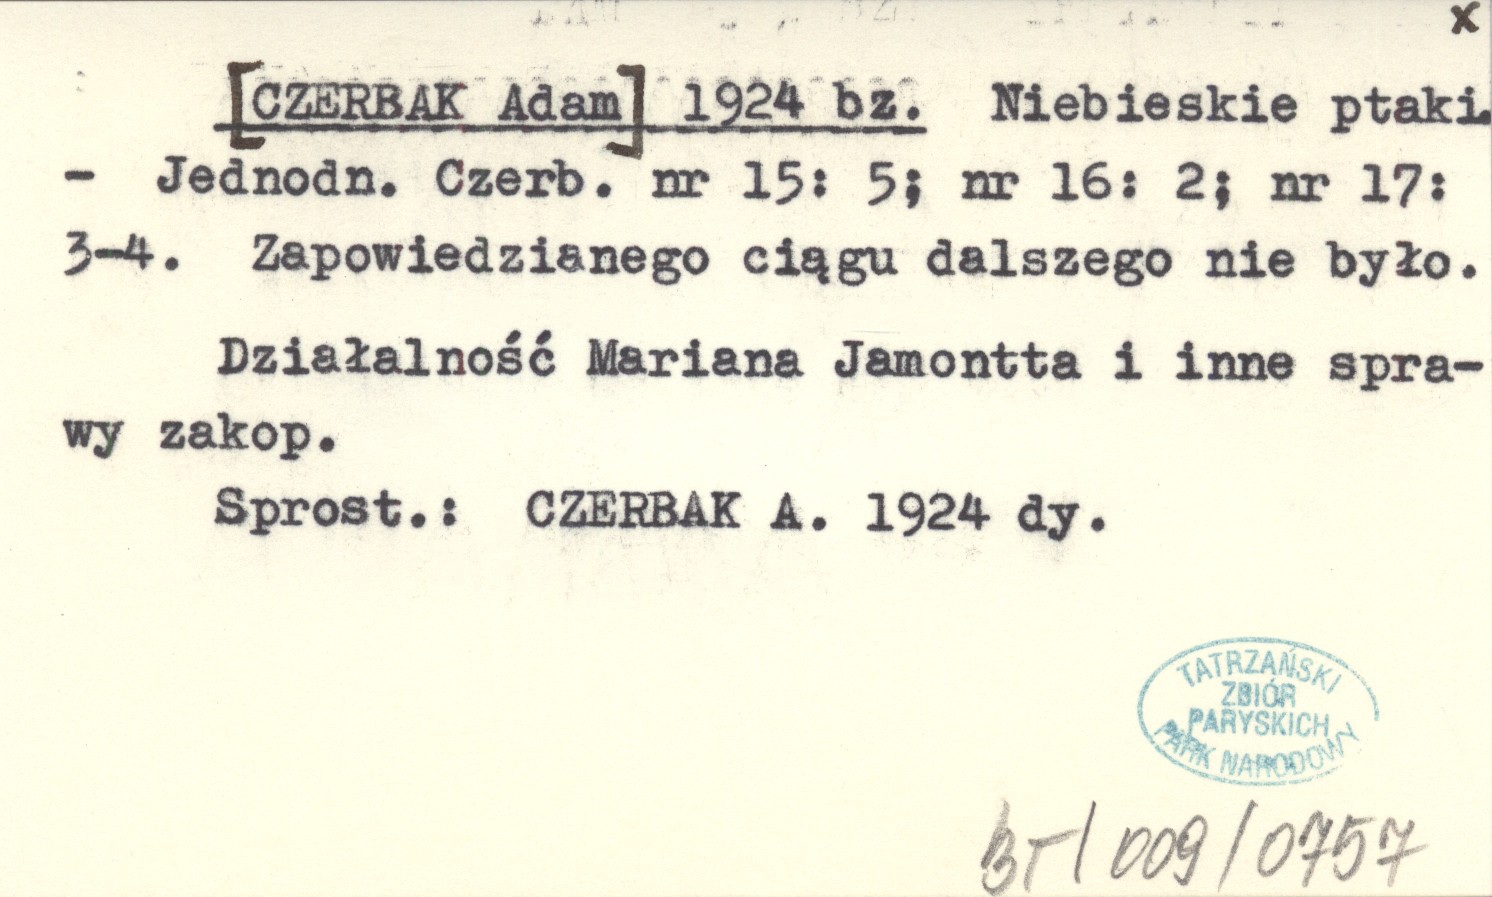 x
[CZERBAK Adam] 1924 bz. Niebieskie ptaki.
- Jednodn. Czerb. nr 15: 5; nr 16: 2; nr 17:
3-4. Zapowiedzianego ciągu dalszego nie było.
Działalność Mariana Jamontta i inne spra-
wy zakop.
Sprost.: CZERBAK A. 1924 dy.
TATRZAŃSKI
ZBIÓR
PARYSKICH
PARK NARODOWY
BT/009/0757